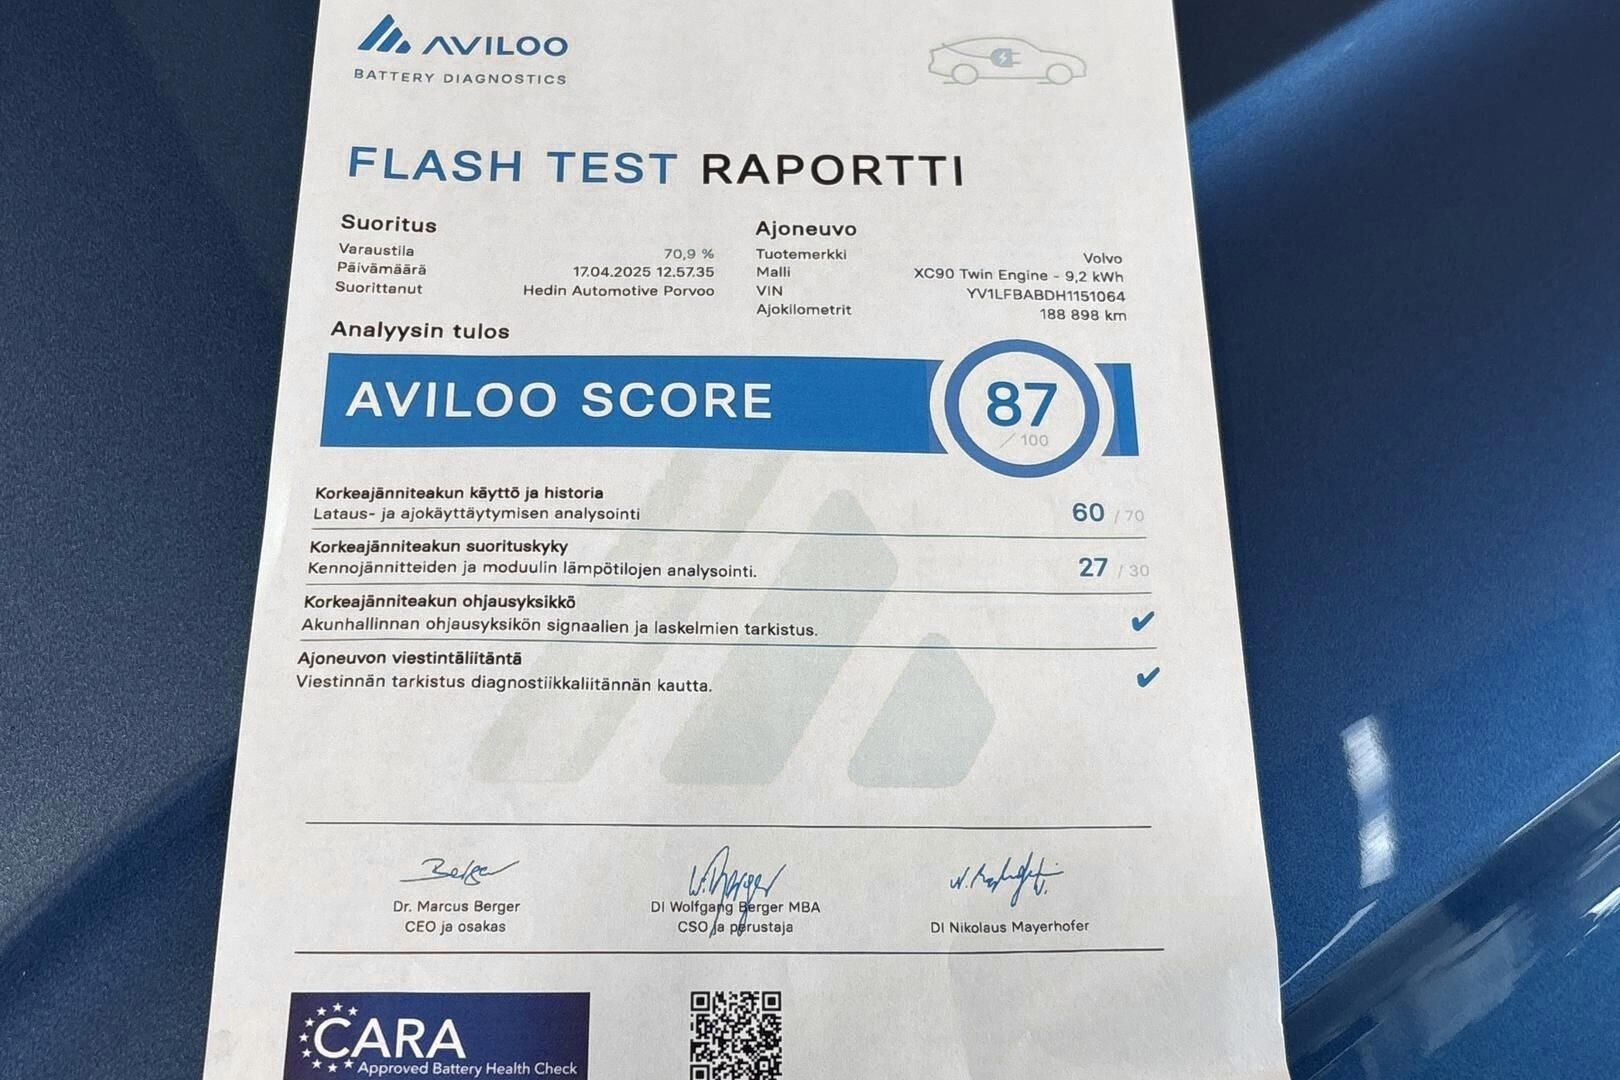 AVILOO
BATTERY DIAGNOSTICS
FLASH TEST RAPORTTI
Suoritus
Varaustila 70,9 %
Päivämäärä 17.04.2025 12.57.35
Suorittanut Hedin Automotive Porvoo
Ajoneuvo
Tuotemerkki Volvo
Malli XC90 Twin Engine - 9,2 kWh
VIN YV1LFBABDH1151064
Ajokilometrit 188 898 km
Analyysin tulos
AVILOO SCORE 87 / 100
Korkeajänniteakun käyttö ja historia
Lataus- ja ajokäyttäytymisen analysointi 60 / 70
Korkeajänniteakun suorituskyky
Kennojännitteiden ja moduulin lämpötilojen analysointi. 27 / 30
Korkeajänniteakun ohjausyksikkö
Akunhallinnan ohjausyksikön signaalien ja laskelmien tarkistus. ✔
Ajoneuvon viestintäliitäntä
Viestinnän tarkistus diagnostiikkaliitännän kautta. ✔
Berger
W. Berger
Dr. Marcus Berger
CEO ja osakas
DI Wolfgang Berger MBA
CSO ja perustaja
DI Nikolaus Mayerhofer
CARA
Approved Battery Health Check